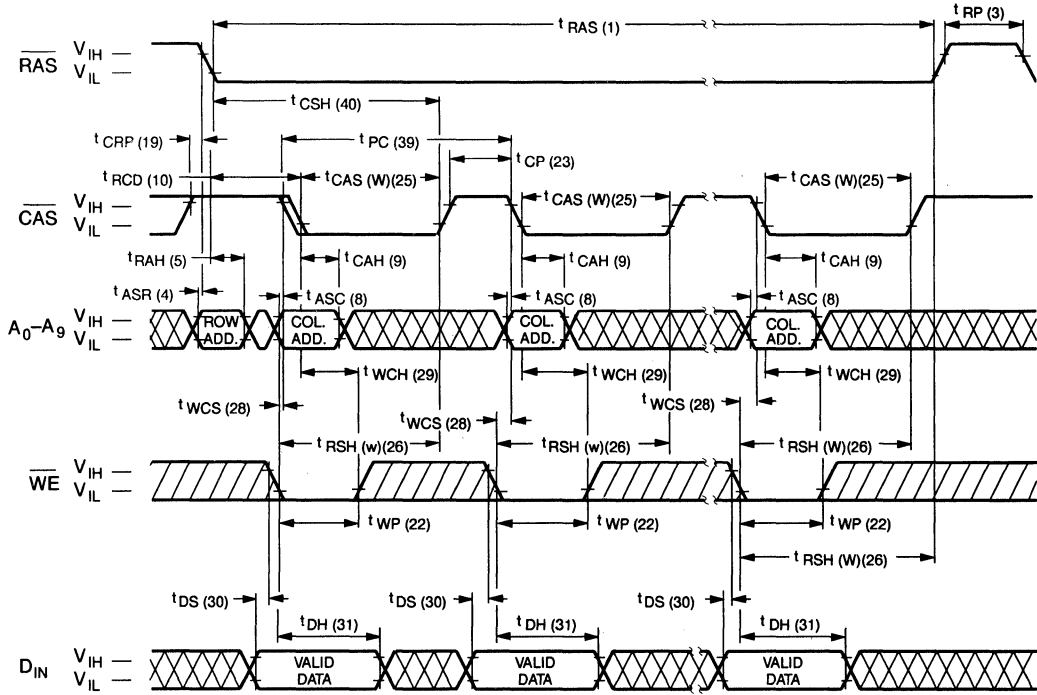 t RAS (1)
t RP (3)
RAS
V IH
V IL
t CSH (40)
t CRP (19)
t PC (39)
t CP (23)
t RCD (10)
t CAS (W)(25)
t CAS (W)(25)
t CAS (W)(25)
CAS
V IH
V IL
t RAH (5)
t CAH (9)
t CAH (9)
t CAH (9)
t ASR (4)
t ASC (8)
t ASC (8)
t ASC (8)
A0–A9
V IH
V IL
ROW ADD.
COL. ADD.
COL. ADD.
COL. ADD.
t WCH (29)
t WCH (29)
t WCH (29)
t WCS (28)
t WCS (28)
t WCS (28)
t RSH (w)(26)
t RSH (w)(26)
t RSH (W)(26)
WE
V IH
V IL
t WP (22)
t WP (22)
t WP (22)
t RSH (W)(26)
t DS (30)
t DS (30)
t DS (30)
t DH (31)
t DH (31)
t DH (31)
D IN
V IH
V IL
VALID DATA
VALID DATA
VALID DATA